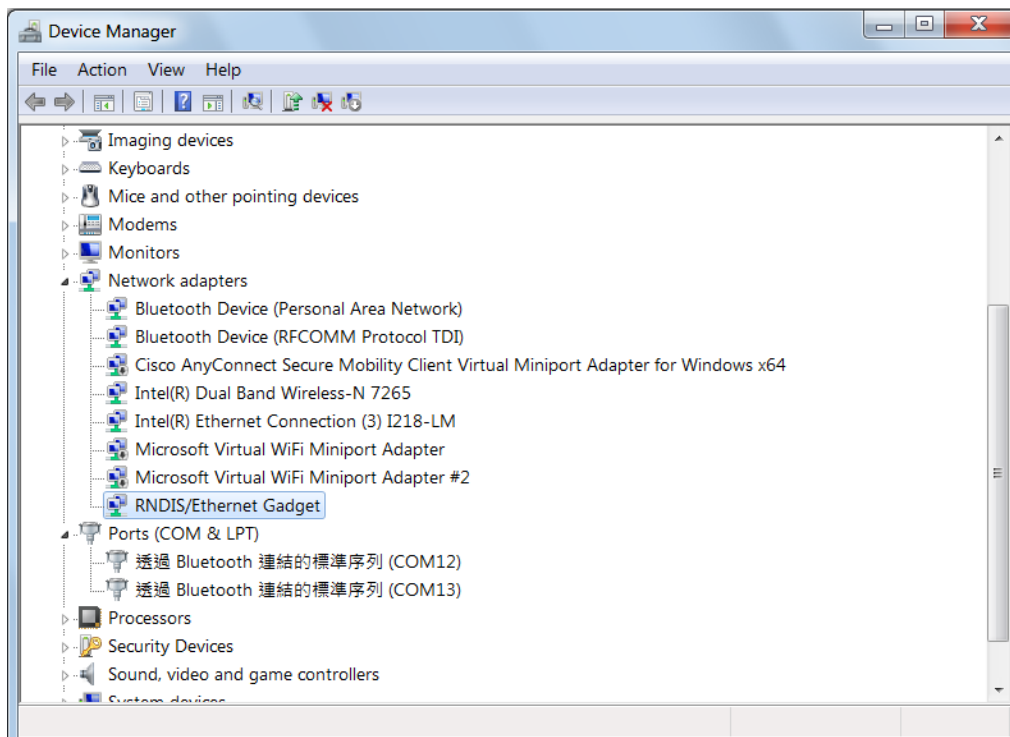 Device Manager
File Action View Help
Imaging devices
Keyboards
Mice and other pointing devices
Modems
Monitors
Network adapters
Bluetooth Device (Personal Area Network)
Bluetooth Device (RFCOMM Protocol TDI)
Cisco AnyConnect Secure Mobility Client Virtual Miniport Adapter for Windows x64
Intel(R) Dual Band Wireless-N 7265
Intel(R) Ethernet Connection (3) I218-LM
Microsoft Virtual WiFi Miniport Adapter
Microsoft Virtual WiFi Miniport Adapter #2
RNDIS/Ethernet Gadget
Ports (COM & LPT)
透過 Bluetooth 連結的標準序列 (COM12)
透過 Bluetooth 連結的標準序列 (COM13)
Processors
Security Devices
Sound, video and game controllers
System devices